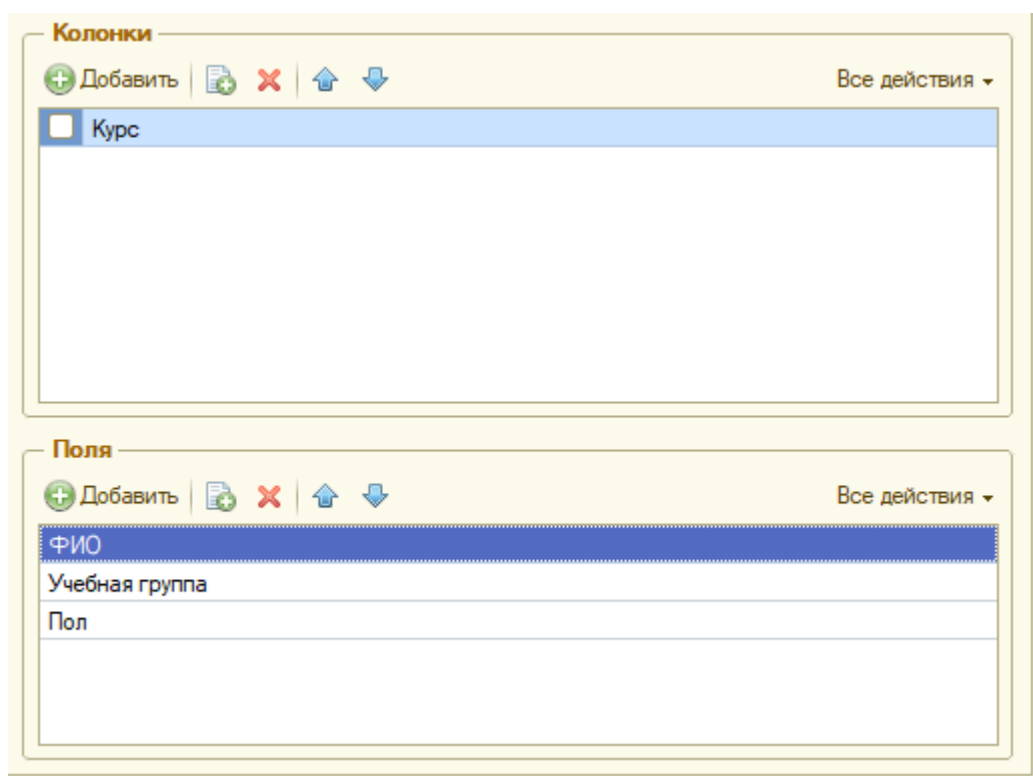 Колонки
Добавить Все действия
Курс
Поля
Добавить Все действия
ФИО
Учебная группа
Пол